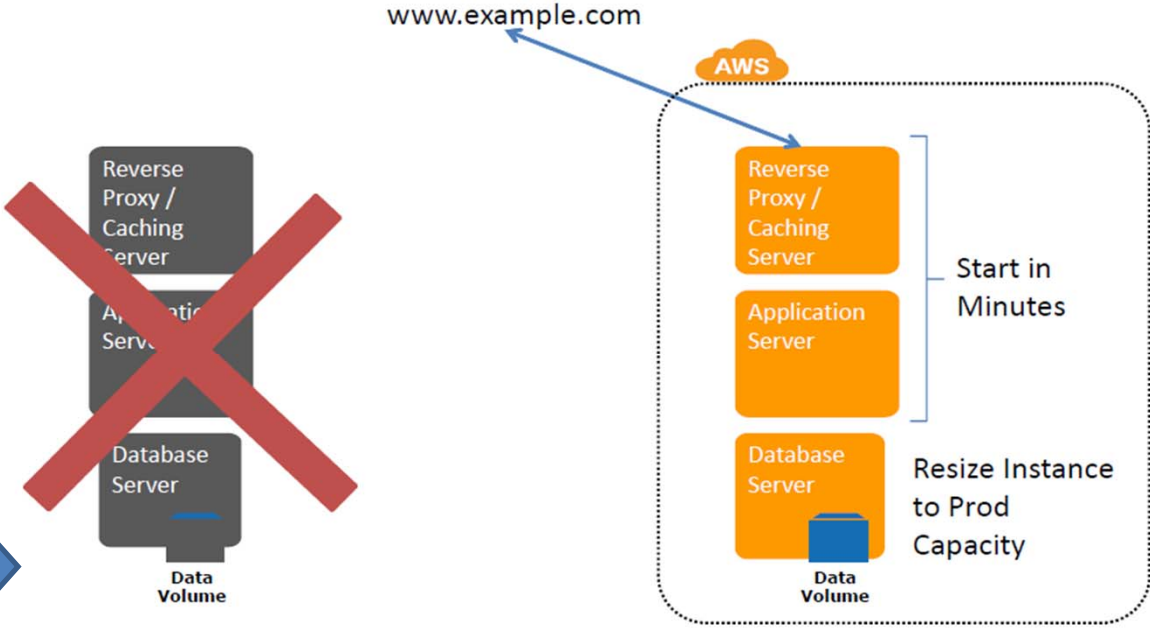 www.example.com
AWS
Reverse
Proxy /
Caching
Server
Database
Server
Data
Volume
Reverse
Proxy /
Caching
Server
Application
Server
Database
Server
Data
Volume
Start in
Minutes
Resize Instance
to Prod
Capacity